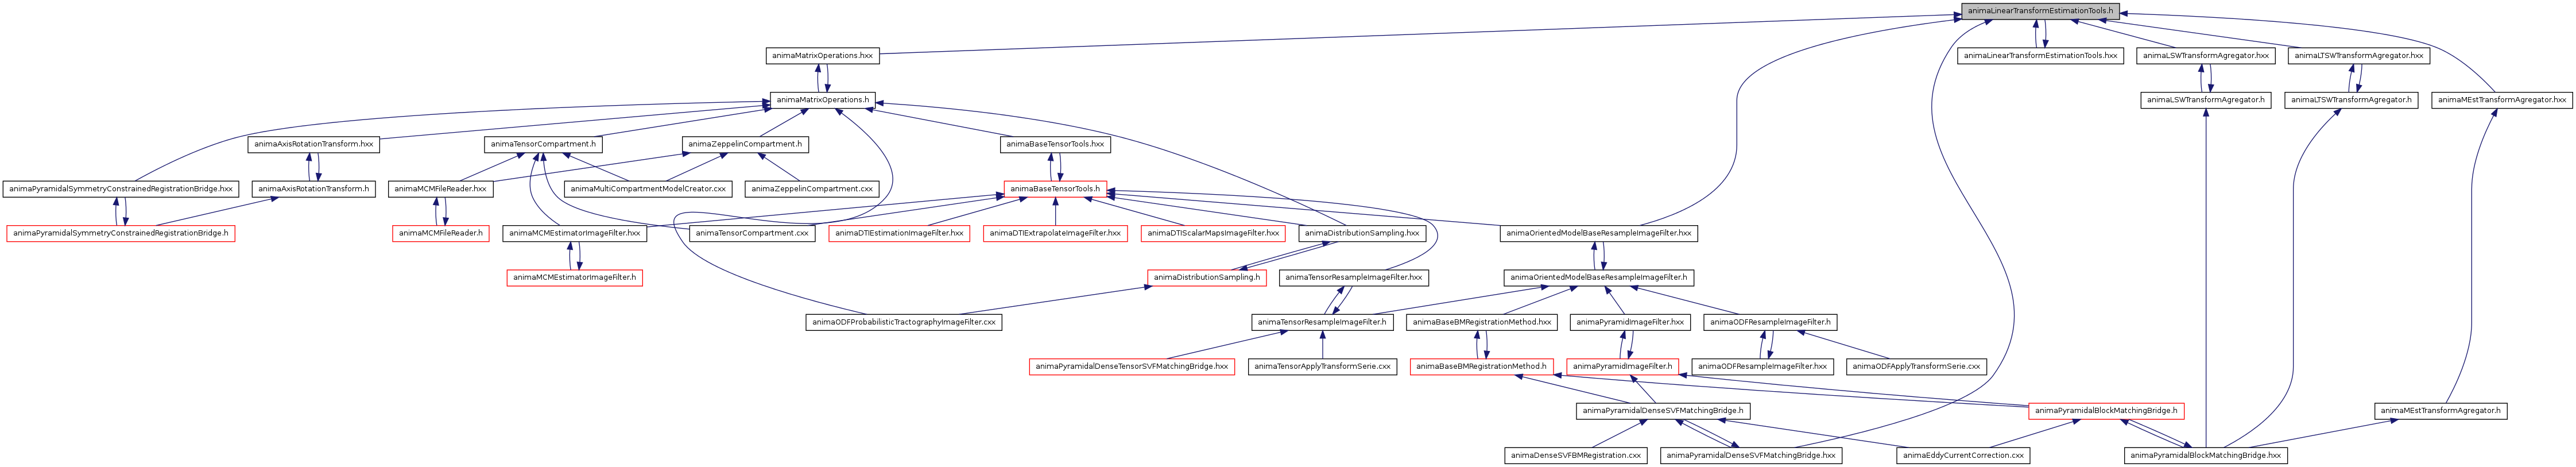 animaLinearTransformEstimationTools.h
animaMatrixOperations.hxx
animaLinearTransformEstimationTools.hxx
animaLSWTransformAgregator.hxx
animaLTSWTransformAgregator.hxx
animaMatrixOperations.h
animaLSWTransformAgregator.h
animaLTSWTransformAgregator.h
animaMEstTransformAgregator.hxx
animaAxisRotationTransform.hxx
animaTensorCompartment.h
animaZeppelinCompartment.h
animaBaseTensorTools.hxx
animaPyramidalSymmetryConstrainedRegistrationBridge.hxx
animaAxisRotationTransform.h
animaMCMFileReader.hxx
animaMultiCompartmentModelCreator.cxx
animaZeppelinCompartment.cxx
animaBaseTensorTools.h
animaPyramidalSymmetryConstrainedRegistrationBridge.h
animaMCMFileReader.h
animaMCMEstimatorImageFilter.hxx
animaTensorCompartment.cxx
animaDTIEstimationImageFilter.hxx
animaDTIExtrapolateImageFilter.hxx
animaDTIScalarMapsImageFilter.hxx
animaDistributionSampling.hxx
animaOrientedModelBaseResampleImageFilter.hxx
animaMCMEstimatorImageFilter.h
animaDistributionSampling.h
animaTensorResampleImageFilter.hxx
animaOrientedModelBaseResampleImageFilter.h
animaODFProbabilisticTractographyImageFilter.cxx
animaTensorResampleImageFilter.h
animaBaseBMRegistrationMethod.hxx
animaPyramidImageFilter.hxx
animaODFResampleImageFilter.h
animaPyramidalDenseTensorSVFMatchingBridge.hxx
animaTensorApplyTransformSerie.cxx
animaBaseBMRegistrationMethod.h
animaPyramidImageFilter.h
animaODFResampleImageFilter.hxx
animaODFApplyTransformSerie.cxx
animaPyramidalDenseSVFMatchingBridge.h
animaPyramidalBlockMatchingBridge.h
animaMEstTransformAgregator.h
animaDenseSVFBMRegistration.cxx
animaPyramidalDenseSVFMatchingBridge.hxx
animaEddyCurrentCorrection.cxx
animaPyramidalBlockMatchingBridge.hxx